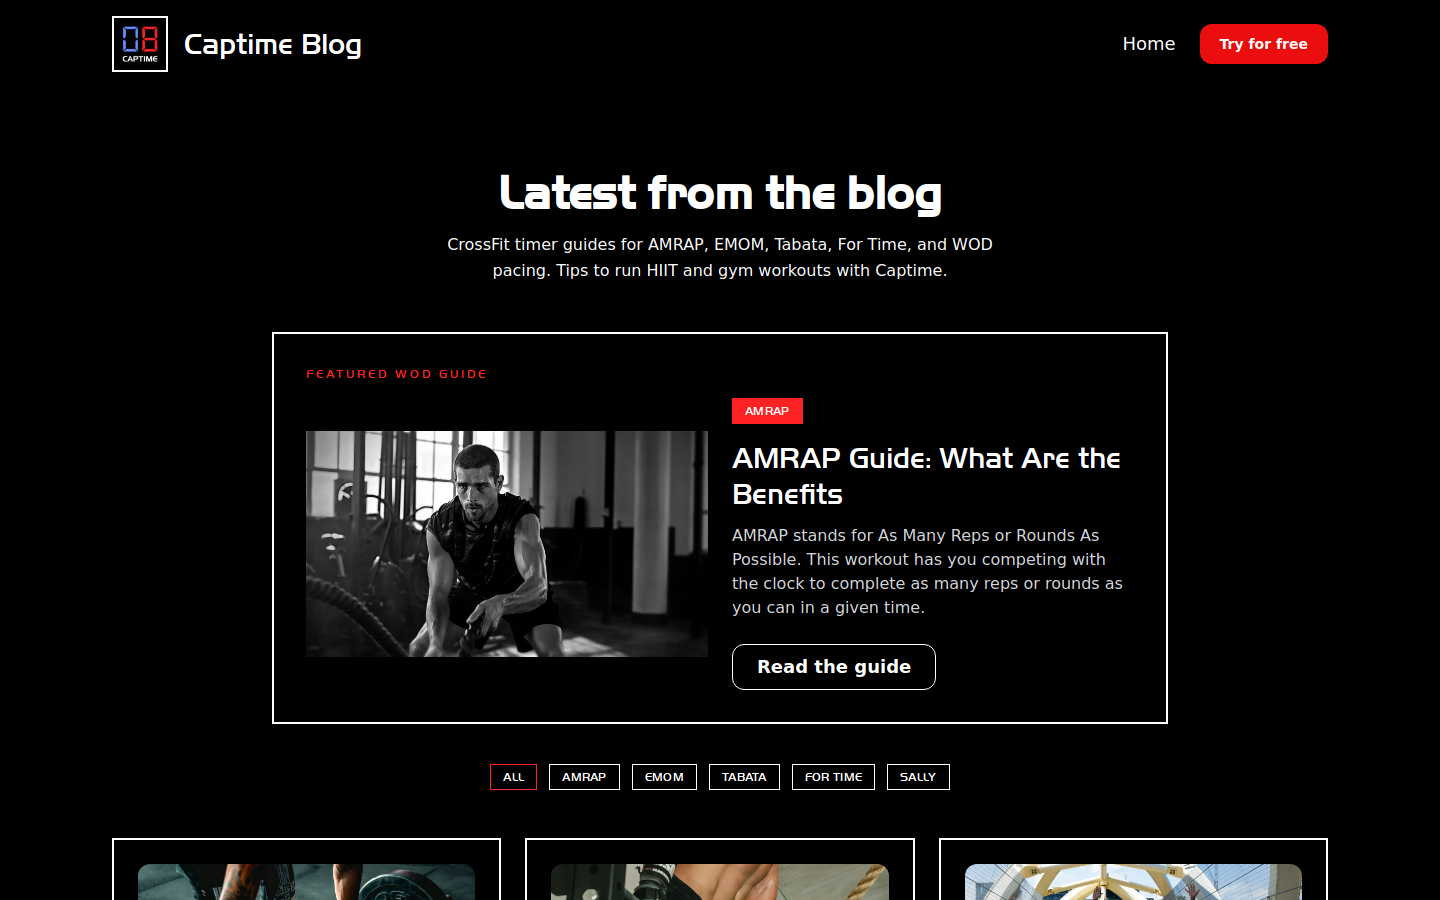 08
CAPTIME
Captime Blog
Home
Try for free
Latest from the blog
CrossFit timer guides for AMRAP, EMOM, Tabata, For Time, and WOD
pacing. Tips to run HIIT and gym workouts with Captime.
FEATURED WOD GUIDE
AMRAP
AMRAP Guide: What Are the
Benefits
AMRAP stands for As Many Reps or Rounds As
Possible. This workout has you competing with
the clock to complete as many reps or rounds as
you can in a given time.
Read the guide
ALL
AMRAP
EMOM
TABATA
FOR TIME
SALLY